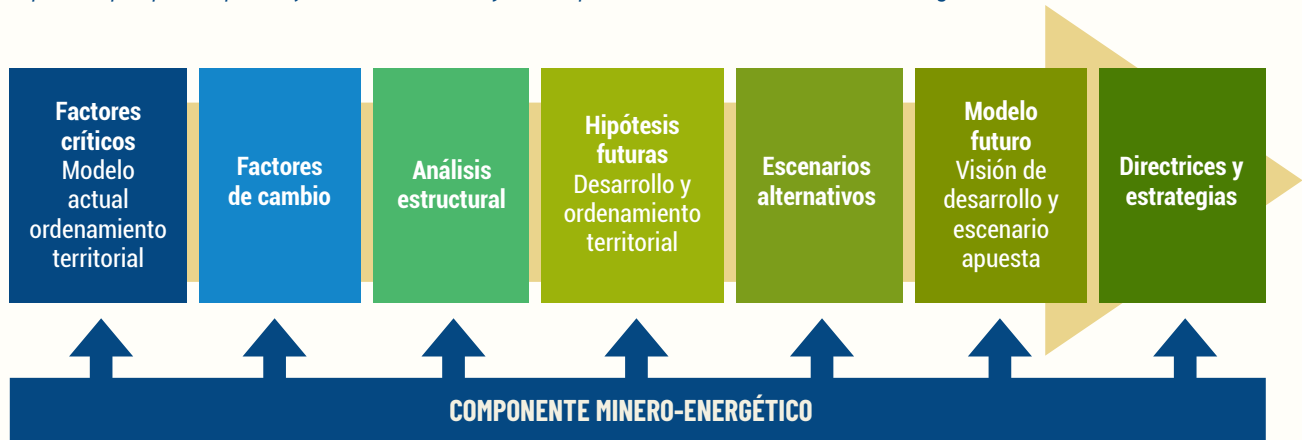 Factores
críticos
Modelo
actual
ordenamiento
territorial
Factores
de cambio
Análisis
estructural
Hipótesis
futuras
Desarrollo y
ordenamiento
territorial
Escenarios
alternativos
Modelo
futuro
Visión de
desarrollo y
escenario
apuesta
Directrices y
estrategias
COMPONENTE MINERO-ENERGÉTICO